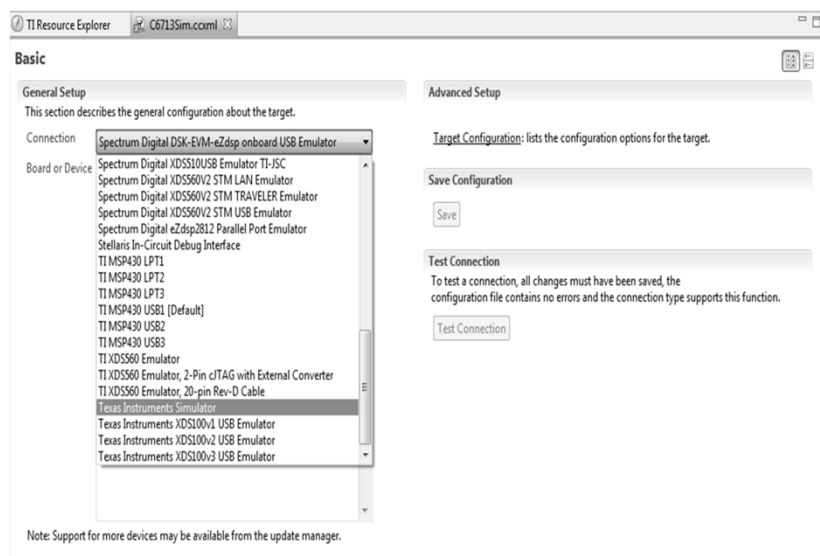 TI Resource Explorer
C6713Sim.ccxml
Basic
General Setup
This section describes the general configuration about the target.
Connection
Spectrum Digital DSK-EVM-eZdsp onboard USB Emulator
Board or Device
Spectrum Digital XDS510USB Emulator TI-JSC
Spectrum Digital XDS560V2 STM LAN Emulator
Spectrum Digital XDS560V2 STM TRAVELER Emulator
Spectrum Digital XDS560V2 STM USB Emulator
Spectrum Digital eZdsp2812 Parallel Port Emulator
Stellaris In-Circuit Debug Interface
TI MSP430 LPT1
TI MSP430 LPT2
TI MSP430 LPT3
TI MSP430 USB1 [Default]
TI MSP430 USB2
TI MSP430 USB3
TI XDS560 Emulator
TI XDS560 Emulator, 2-Pin cJTAG with External Converter
TI XDS560 Emulator, 20-pin Rev-D Cable
Texas Instruments Simulator
Texas Instruments XDS100v1 USB Emulator
Texas Instruments XDS100v2 USB Emulator
Texas Instruments XDS100v3 USB Emulator
Note: Support for more devices may be available from the update manager.
Advanced Setup
Target Configuration: lists the configuration options for the target.
Save Configuration
Save
Test Connection
To test a connection, all changes must have been saved, the
configuration file contains no errors and the connection type supports this function.
Test Connection